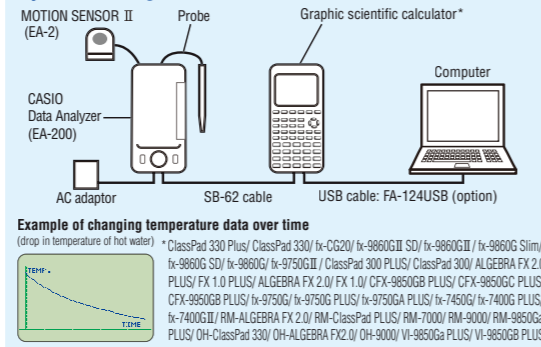 MOTION SENSOR Ⅱ
(EA-2)
Probe
Graphic scientific calculator*
Computer
CASIO
Data Analyzer
(EA-200)
AC adaptor
SB-62 cable
USB cable: FA-124USB (option)
Example of changing temperature data over time
(drop in temperature of hot water)
TEMP.
TIME
* ClassPad 330 Plus/ ClassPad 330/ fx-CG20/ fx-9860GⅡ SD/ fx-9860GⅡ/ fx-9860G Slim/
fx-9860G SD/ fx-9860G/ fx-9750GⅡ/ ClassPad 300 PLUS/ ClassPad 300/ ALGEBRA FX 2.0
PLUS/ FX 1.0 PLUS/ ALGEBRA FX 2.0/ FX 1.0/ CFX-9850GB PLUS/ CFX-9850GC PLUS
CFX-9950GB PLUS/ fx-9750G/ fx-9750G PLUS/ fx-9750GA PLUS/ fx-7450G/ fx-7400G PLUS/
fx-7400GⅡ/ RM-ALGEBRA FX 2.0/ RM-ClassPad PLUS/ RM-7000/ RM-9000/ RM-9850Ga
PLUS/ OH-ClassPad 330/ OH-ALGEBRA FX2.0/ OH-9000/ VI-9850Ga PLUS/ VI-9850GB PLUS